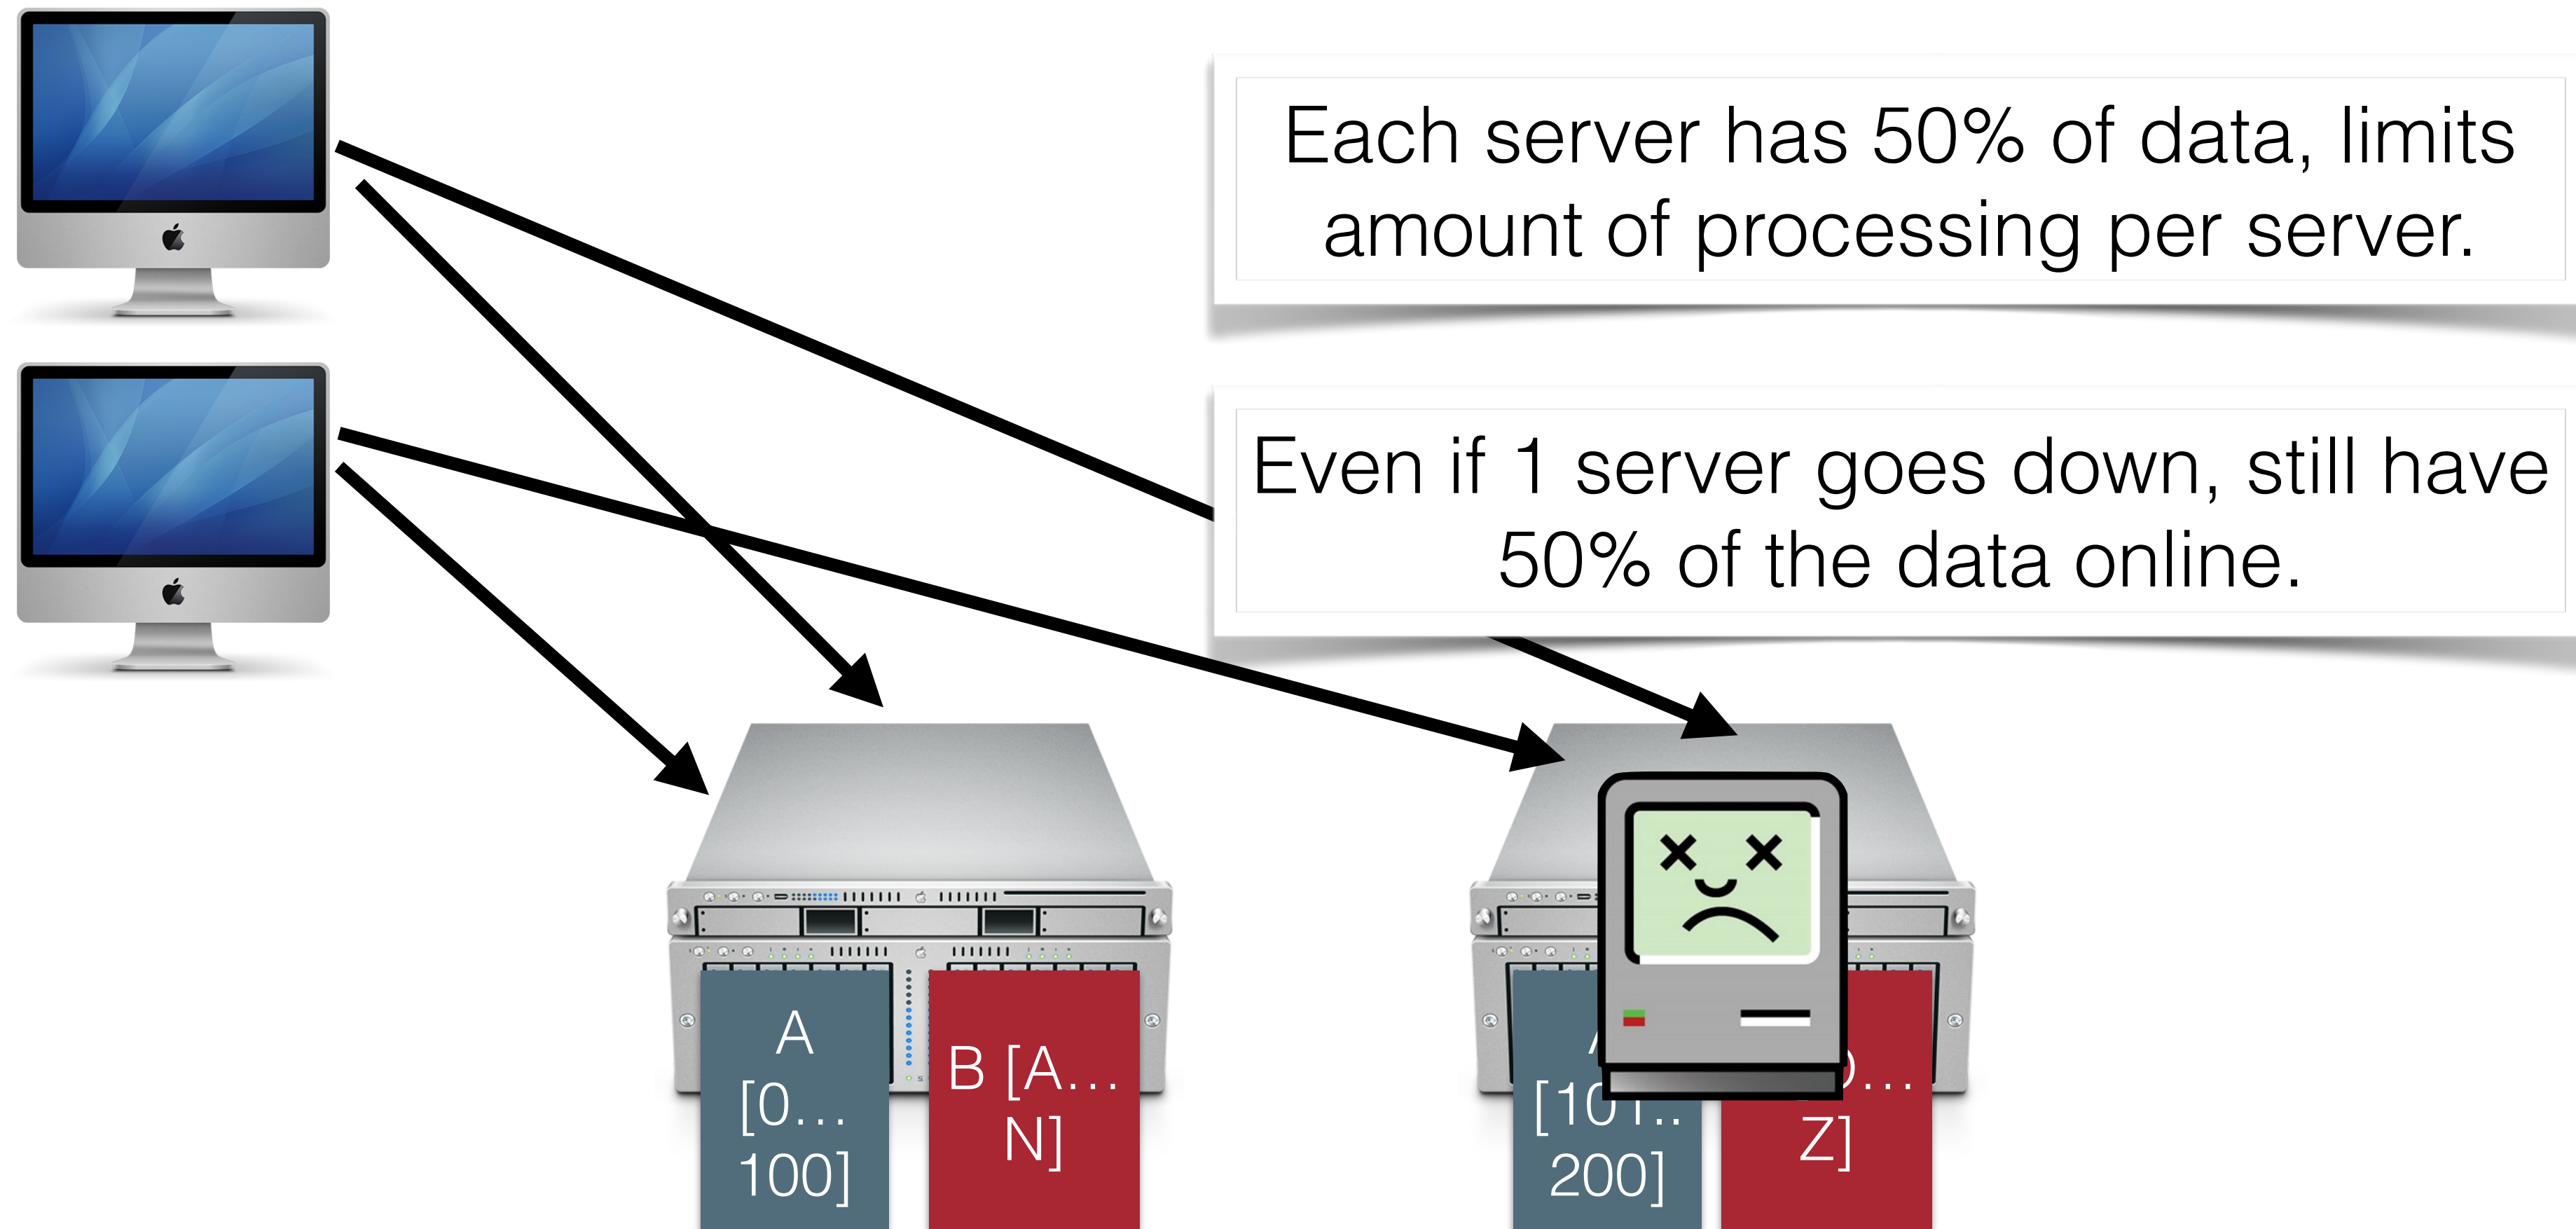 Each server has 50% of data, limits
amount of processing per server.
Even if 1 server goes down, still have
50% of the data online.
A
[0…
100]
B [A…
N]
[101..
200]
Z]